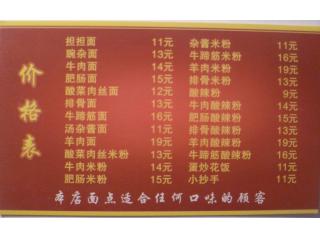 价格表
担担面 11元
豌杂面 13元
牛肉面 14元
肥肠面 15元
酸菜肉丝面 12元
排骨面 13元
牛蹄筋面 16元
汤杂酱面 11元
羊肉面 19元
酸菜肉丝米粉 13元
牛肉米粉 14元
肥肠米粉 15元
杂酱米粉 11元
牛蹄筋米粉 16元
羊肉米粉 19元
排骨米粉 13元
酸辣粉 9元
牛肉酸辣粉 14元
肥肠酸辣粉 15元
排骨酸辣粉 13元
羊肉酸辣粉 19元
牛蹄筋酸辣粉 16元
蛋炒花饭 11元
小抄手 11元
本店面点适合任何口味的顾客